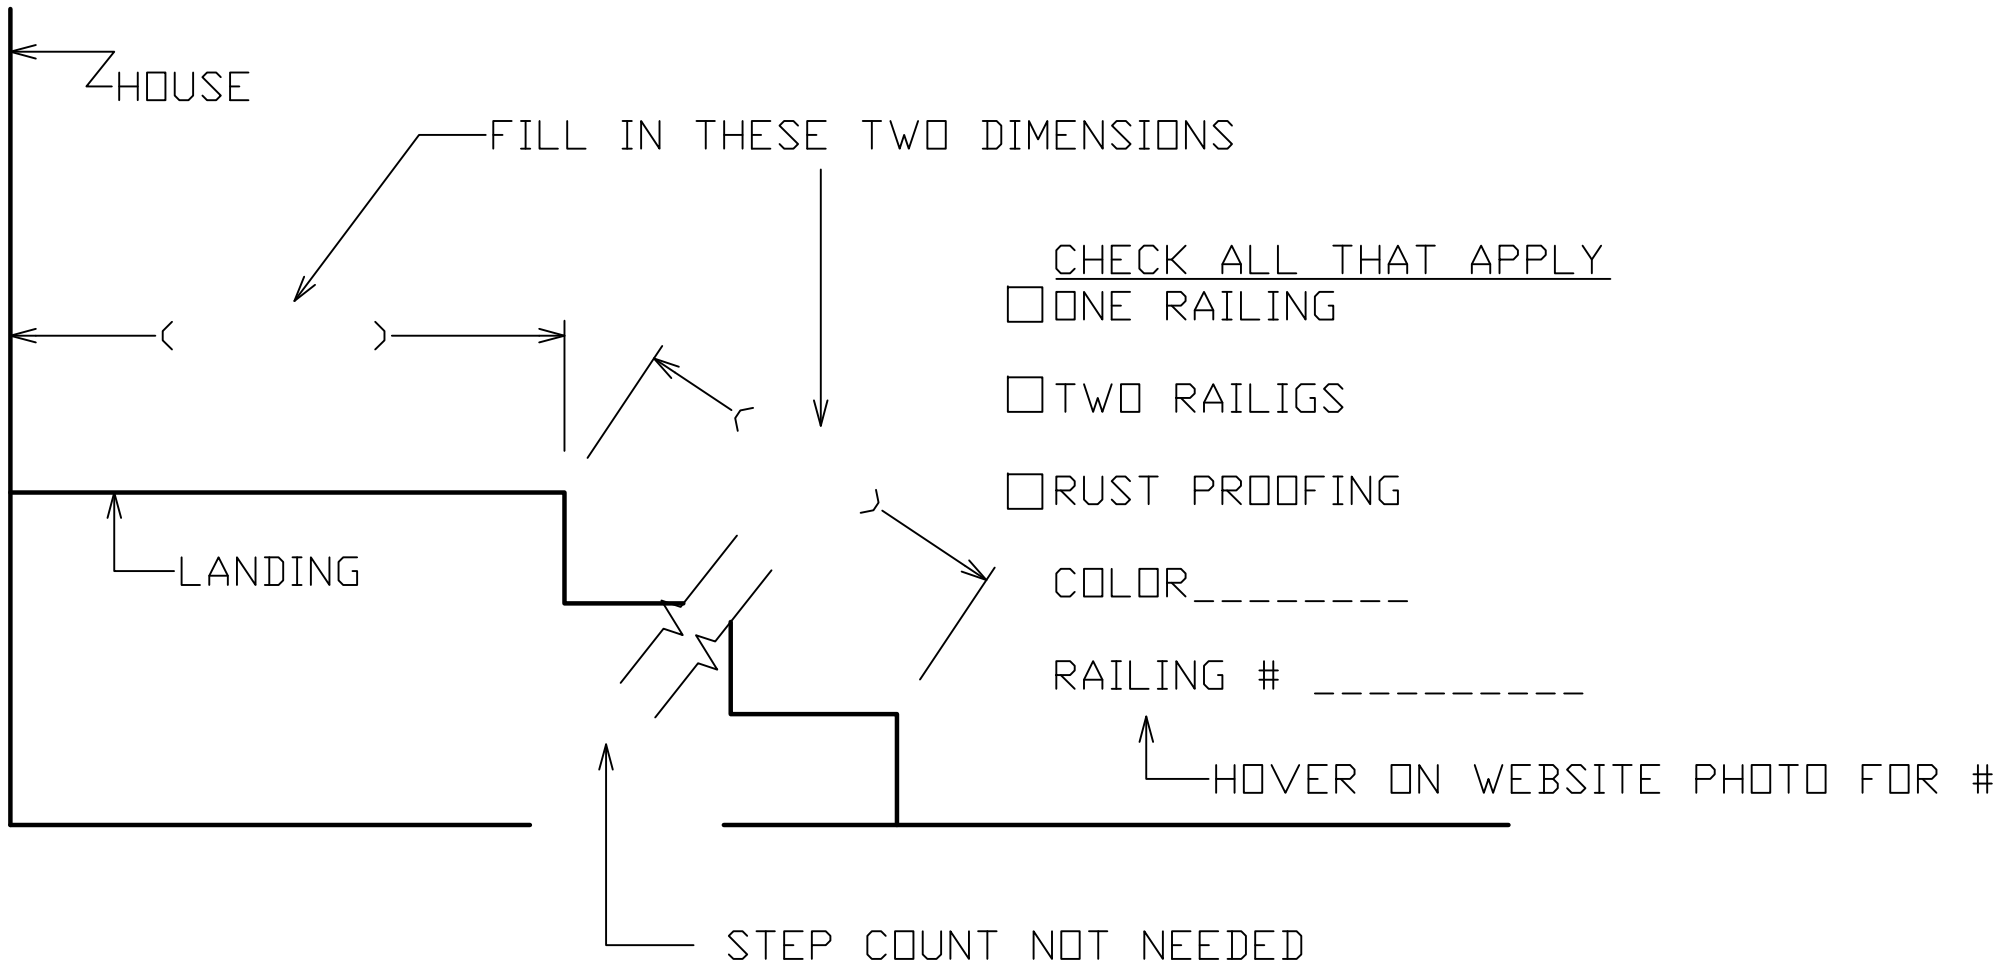 HOUSE
FILL IN THESE TWO DIMENSIONS
CHECK ALL THAT APPLY
ONE RAILING
( )
( )
TWO RAILIGS
RUST PROOFING
LANDING
COLOR________
RAILING # __________
HOVER ON WEBSITE PHOTO FOR #
STEP COUNT NOT NEEDED